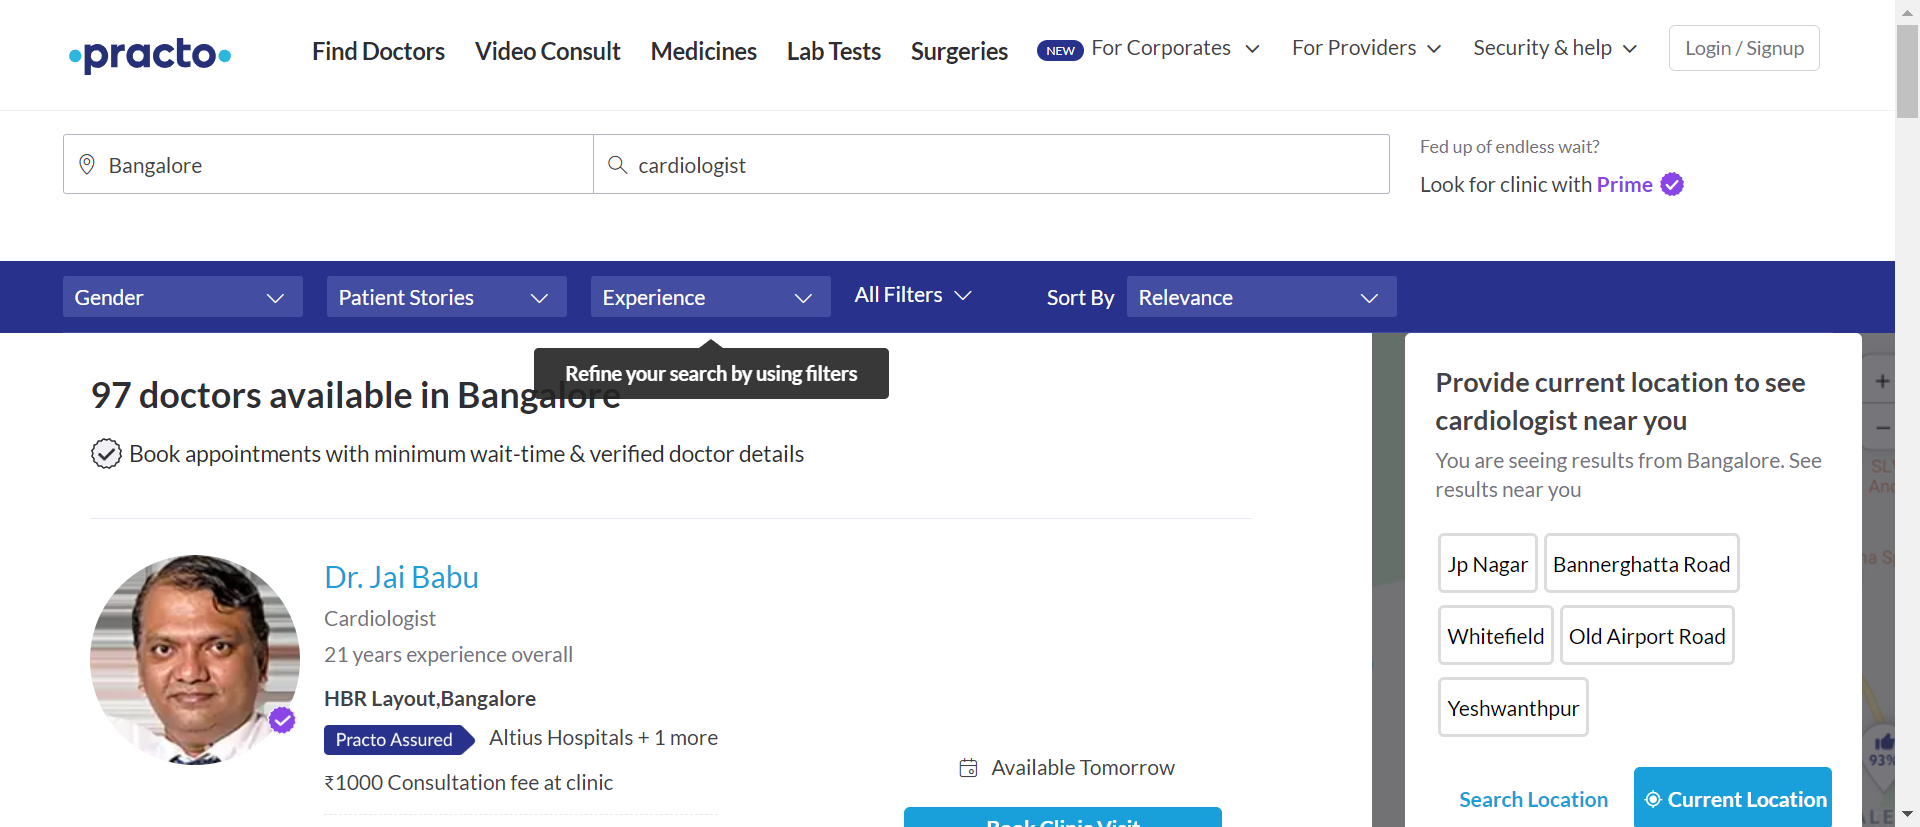 practo
Find Doctors Video Consult Medicines Lab Tests Surgeries NEW For Corporates For Providers Security & help Login / Signup
Bangalore cardiologist
Fed up of endless wait?
Look for clinic with Prime
Gender Patient Stories Experience All Filters Sort By Relevance
Refine your search by using filters
97 doctors available in Bangalore
Book appointments with minimum wait-time & verified doctor details
Dr. Jai Babu
Cardiologist
21 years experience overall
HBR Layout,Bangalore
Practo Assured Altius Hospitals + 1 more
₹1000 Consultation fee at clinic
Available Tomorrow
Book Clinic Visit
Provide current location to see
cardiologist near you
You are seeing results from Bangalore. See
results near you
Jp Nagar Bannerghatta Road
Whitefield Old Airport Road
Yeshwanthpur
Search Location Current Location
+
−
93%